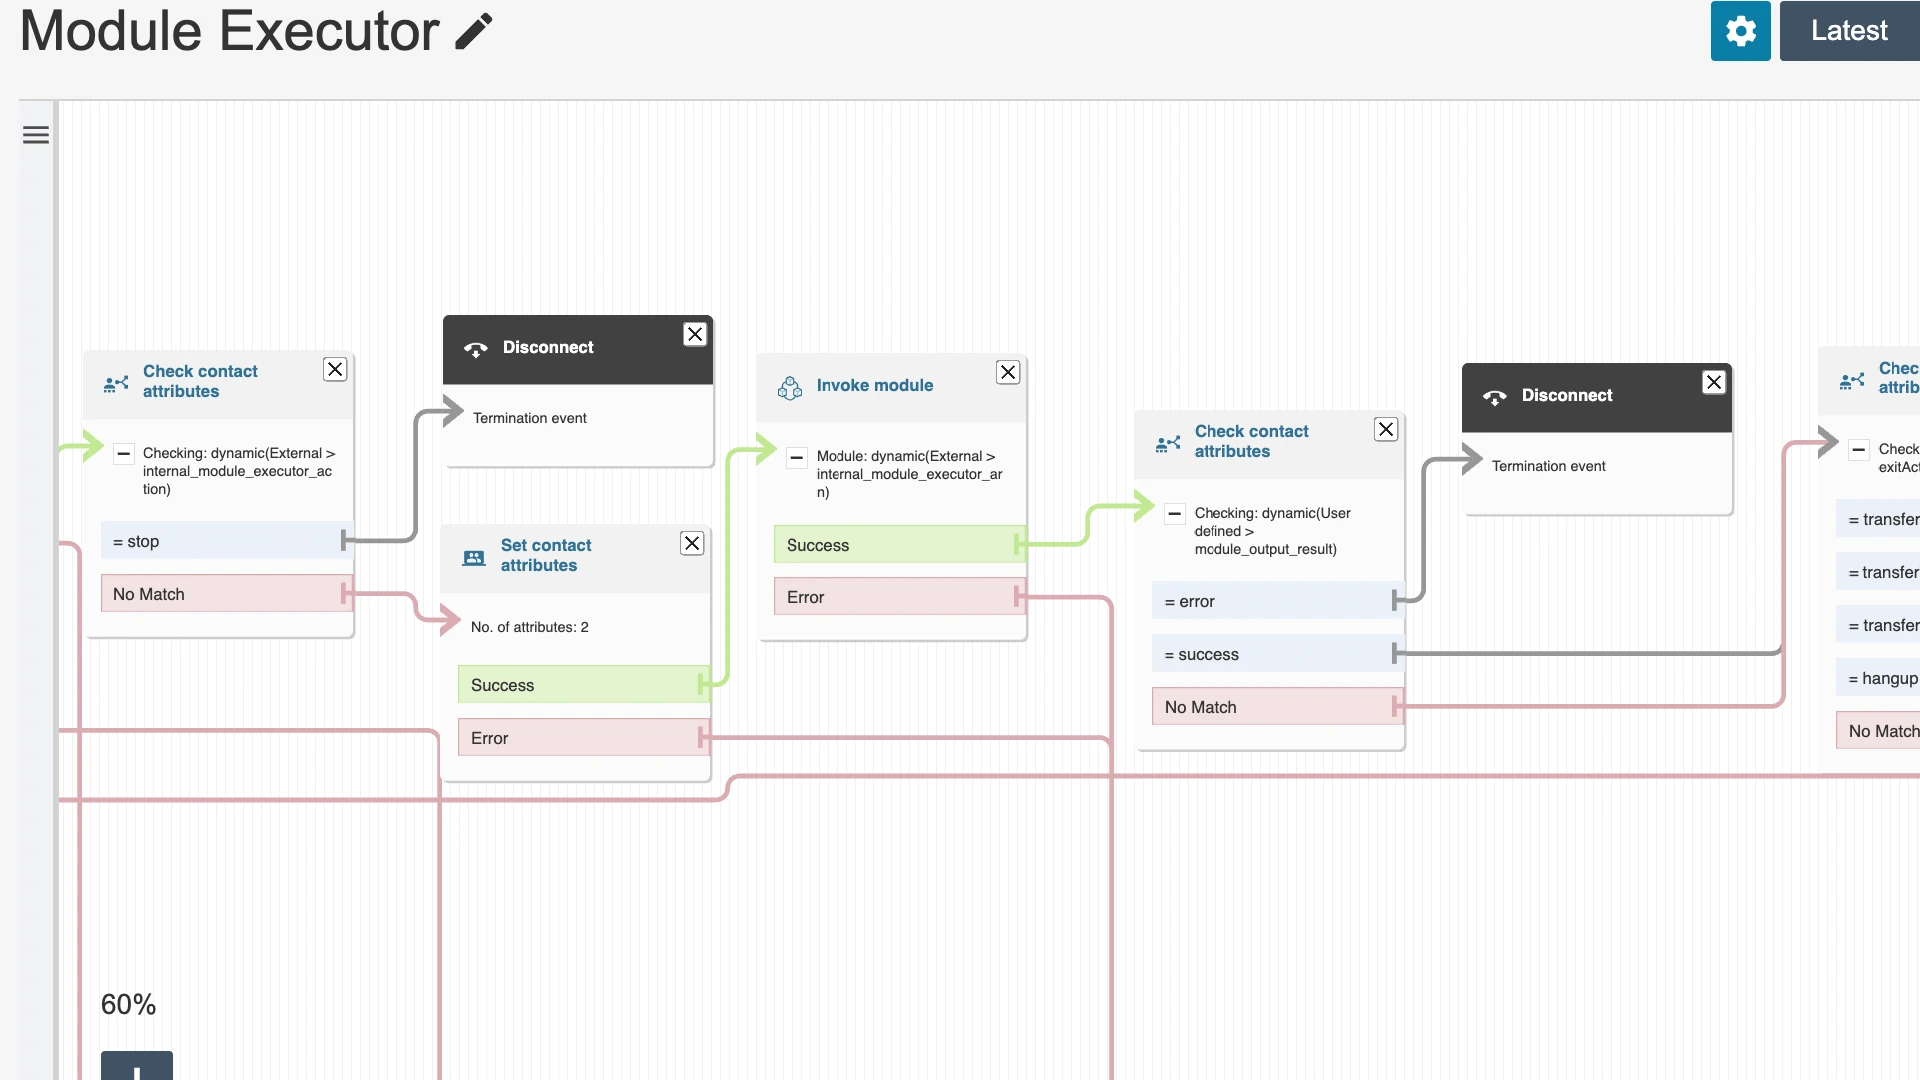 Module Executor
Latest
Check contact
attributes
Checking: dynamic(External >
internal_module_executor_ac
tion)
= stop
No Match
Disconnect
Termination event
Set contact
attributes
No. of attributes: 2
Success
Error
Invoke module
Module: dynamic(External >
internal_module_executor_ar
n)
Success
Error
Check contact
attributes
Checking: dynamic(User
defined >
module_output_result)
= error
= success
No Match
Disconnect
Termination event
Chec
attrib
Check
exitAct
= transfer
= transfer
= transfer
= hangup
No Match
60%